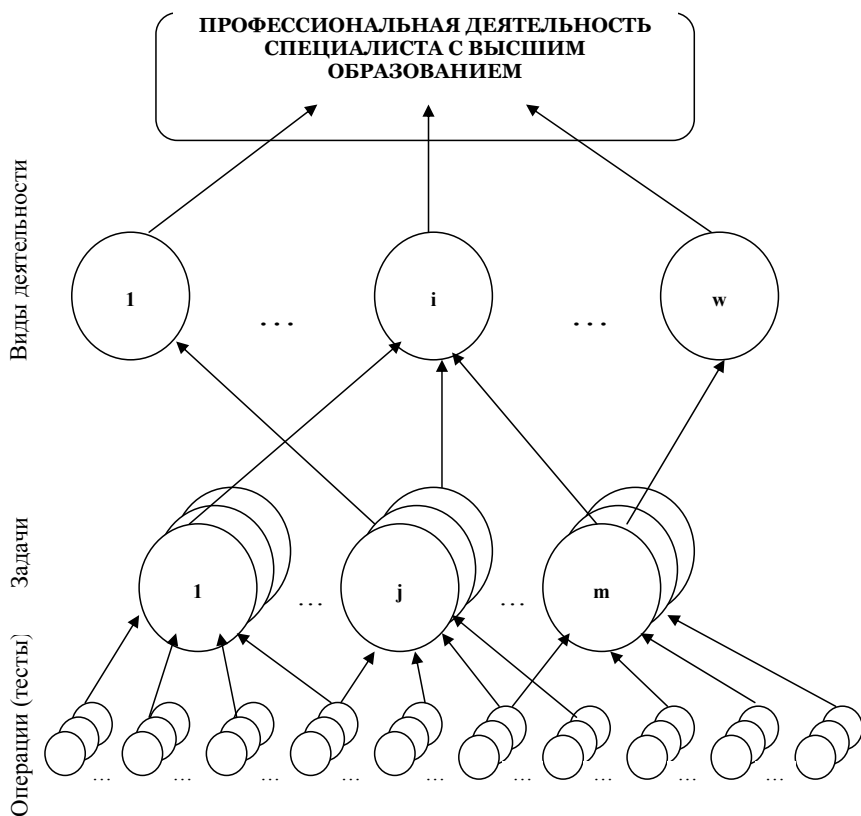 ПРОФЕССИОНАЛЬНАЯ ДЕЯТЕЛЬНОСТЬ
СПЕЦИАЛИСТА С ВЫСШИМ
ОБРАЗОВАНИЕМ
Виды деятельности
1
...
i
...
w
Задачи
1
...
j
...
m
Операции (тесты)
... ... ... ... ... ... ... ... ...